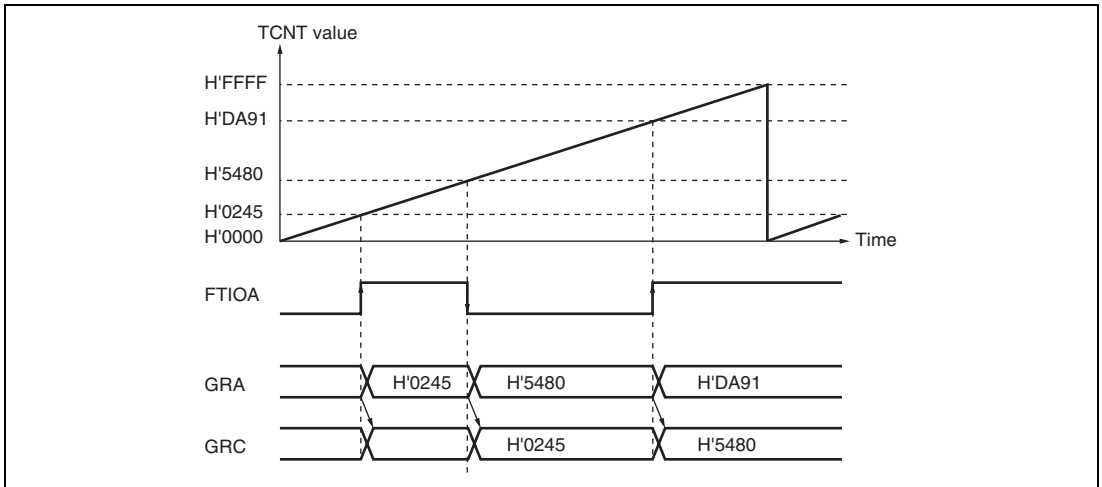 TCNT value
H'FFFF
H'DA91
H'5480
H'0245
H'0000
Time
FTIOA
GRA H'0245 H'5480 H'DA91
GRC H'0245 H'5480